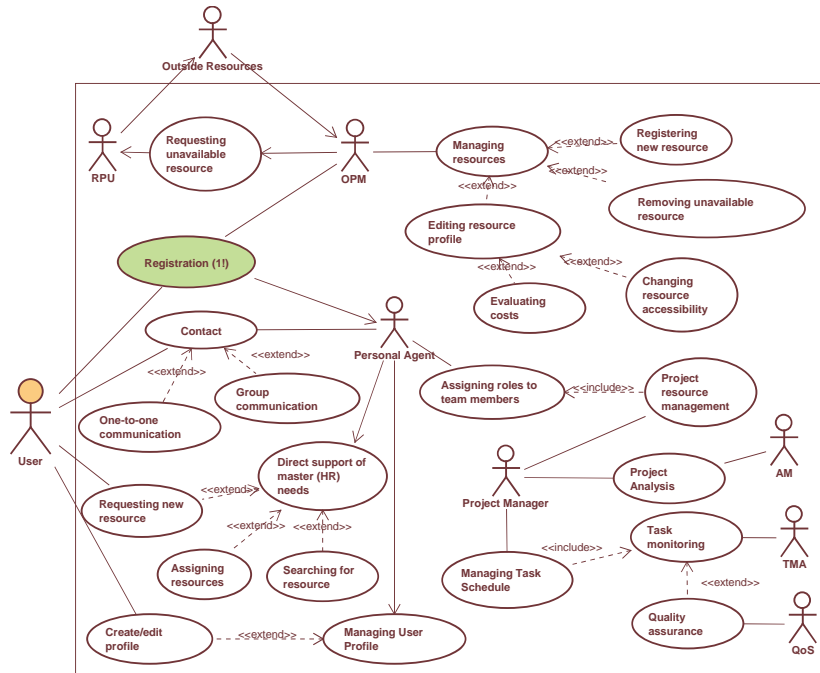 Outside Resources
RPU
Requesting
unavailable
resource
OPM
Managing
resources
<<extend>>
Registering
new resource
<<extend>>
<<extend>>
Removing unavailable
resource
Editing resource
profile
<<extend>>
<<extend>>
Evaluating
costs
Changing
resource
accessibility
Registration (1!)
Contact
Personal Agent
<<extend>>
<<extend>>
Group
communication
One-to-one
communication
User
Assigning roles to
team members
<<include>>
Project
resource
management
Project Manager
Project
Analysis
AM
Direct support of
master (HR)
needs
Requesting new
resource
<<extend>>
<<extend>>
<<extend>>
Assigning
resources
Searching for
resource
Task
monitoring
<<include>>
TMA
Managing Task
Schedule
<<extend>>
Quality
assurance
QoS
Create/edit
profile
<<extend>>
Managing User
Profile